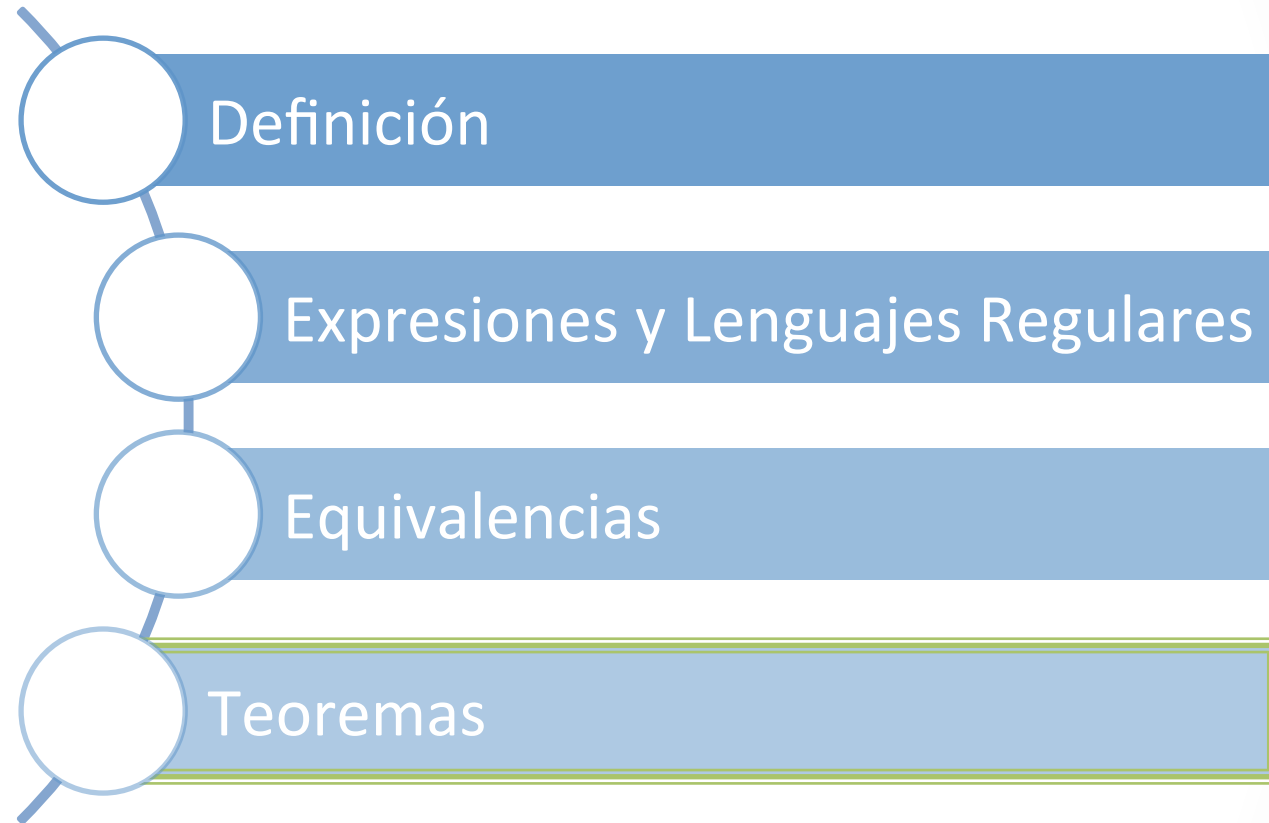 Definición
Expresiones y Lenguajes Regulares
Equivalencias
Teoremas